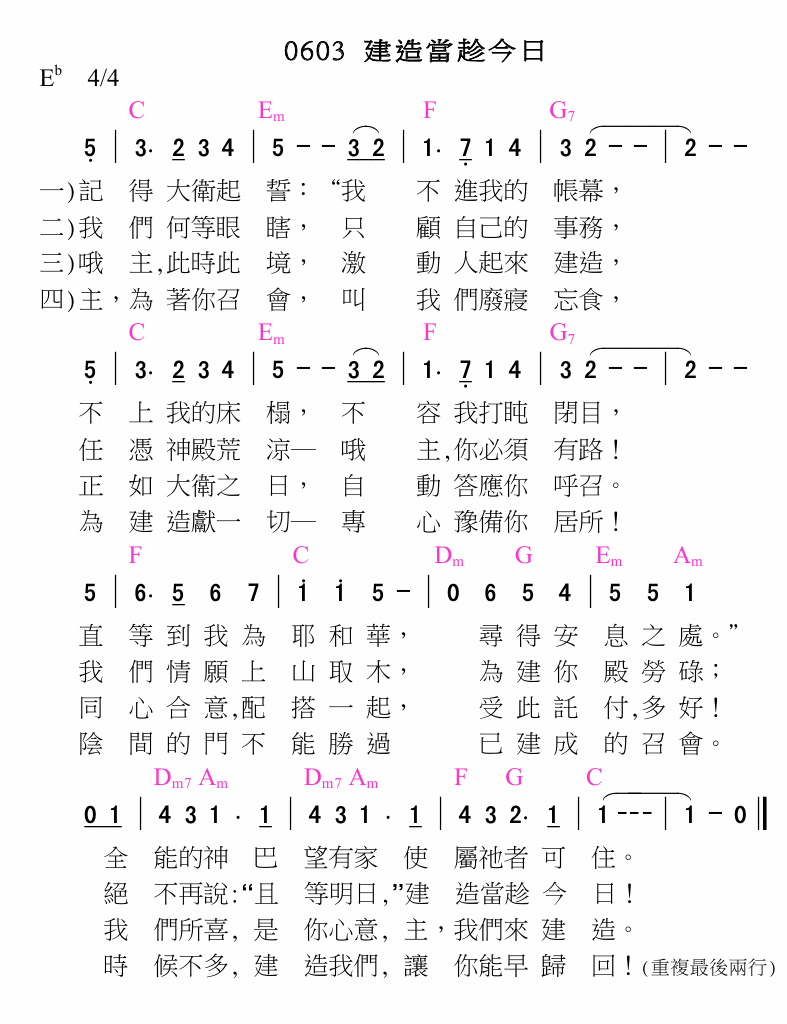 0603 建造當趁今日
E♭ 4/4
C Em F G7
5 | 3· 2 3 4 | 5 － － 3 2 | 1· 7 1 4 | 3 2 － － | 2 － －
一)記 得 大衛起 誓：“我 不 進我的 帳幕，
二)我 們 何等眼 瞎， 只 顧 自己的 事務，
三)哦 主,此時此 境， 激 動 人起來 建造，
四)主，為 著你召 會， 叫 我 們廢寢 忘食，
C Em F G7
5 | 3· 2 3 4 | 5 － － 3 2 | 1· 7 1 4 | 3 2 － － | 2 － －
不 上 我的床 榻， 不 容 我打盹 閉目，
任 憑 神殿荒 涼─ 哦 主,你必須 有路！
正 如 大衛之 日， 自 動 答應你 呼召。
為 建 造獻一 切─ 專 心 豫備你 居所！
F C Dm G Em Am
5 | 6· 5 6 7 | i i 5 － | 0 6 5 4 | 5 5 1
直 等 到 我 為 耶 和 華， 尋 得 安 息 之 處。”
我 們 情 願 上 山 取 木， 為 建 你 殿 勞 碌；
同 心 合 意,配 搭 一 起， 受 此 託 付,多 好！
陰 間 的 門 不 能 勝 過 已 建 成 的 召 會。
Dm7 Am Dm7 Am F G C
0 1 | 4 3 1 · 1 | 4 3 1 · 1 | 4 3 2· 1 | 1 --- | 1 － 0 ‖
全 能的神 巴 望有家 使 屬祂者 可 住。
絕 不再說:“且 等明日,”建 造當趁 今 日！
我 們所喜, 是 你心意, 主，我們來 建 造。
時 候不多, 建 造我們, 讓 你能早 歸 回！(重複最後兩行)